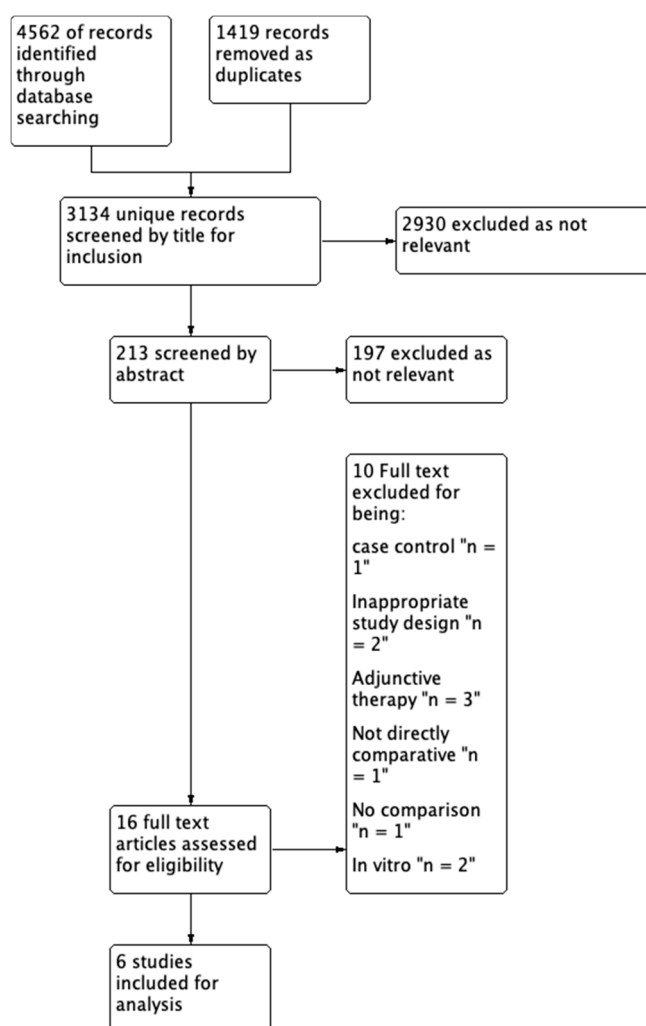 4562 of records
identified
through
database
searching
1419 records
removed as
duplicates
3134 unique records
screened by title for
inclusion
2930 excluded as not
relevant
213 screened by
abstract
197 excluded as
not relevant
10 Full text
excluded for
being:
case control "n =
1"
Inappropriate
study design "n
= 2"
Adjunctive
therapy "n = 3"
Not directly
comparative "n
= 1"
No comparison
"n = 1"
In vitro "n = 2"
16 full text
articles assessed
for eligibility
6 studies
included for
analysis